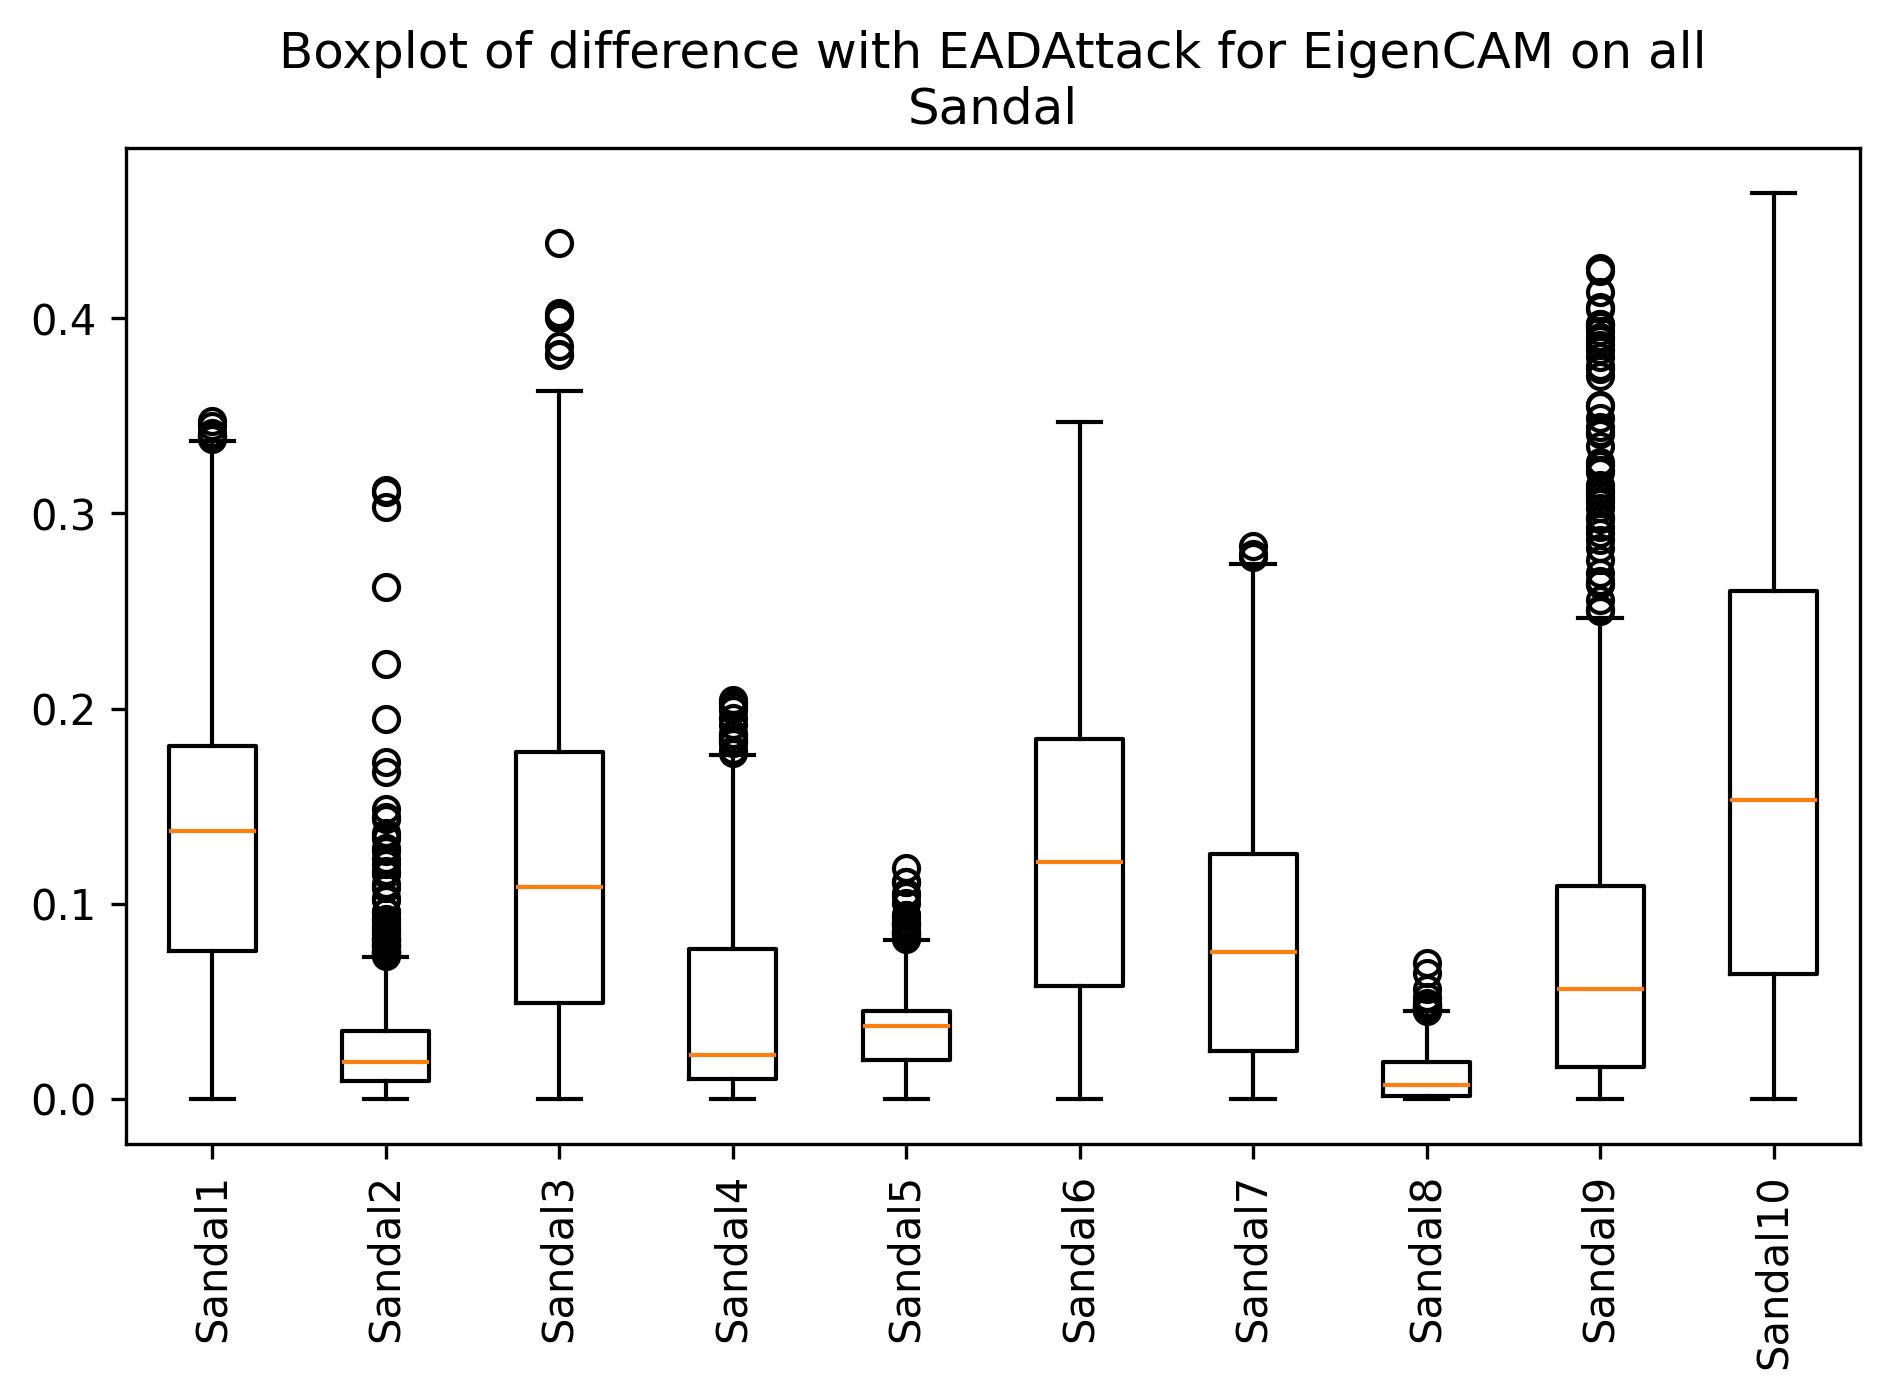 Boxplot of difference with EADAttack for EigenCAM on all
Sandal
0.4
0.3
0.2
0.1
0.0
Sandal1
Sandal2
Sandal3
Sandal4
Sandal5
Sandal6
Sandal7
Sandal8
Sandal9
Sandal10